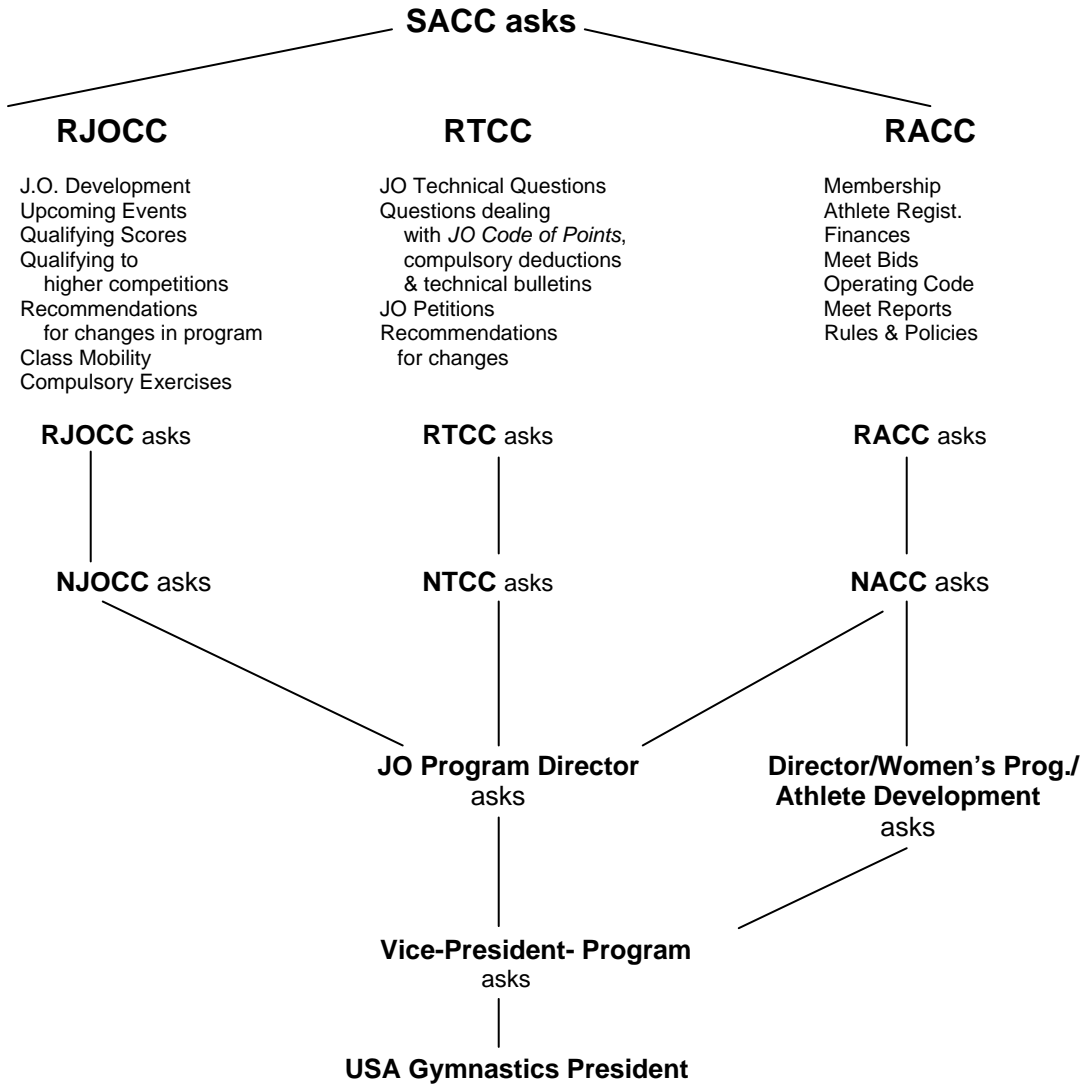 SACC asks
RJOCC
J.O. Development
Upcoming Events
Qualifying Scores
Qualifying to
higher competitions
Recommendations
for changes in program
Class Mobility
Compulsory Exercises
RTCC
JO Technical Questions
Questions dealing
with JO Code of Points,
compulsory deductions
& technical bulletins
JO Petitions
Recommendations
for changes
RACC
Membership
Athlete Regist.
Finances
Meet Bids
Operating Code
Meet Reports
Rules & Policies
RJOCC asks
RTCC asks
RACC asks
NJOCC asks
NTCC asks
NACC asks
JO Program Director
asks
Director/Women's Prog./
Athlete Development
asks
Vice-President- Program
asks
USA Gymnastics President